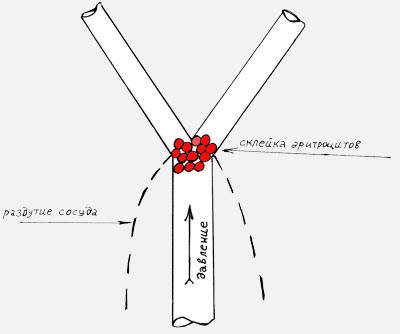 склейка эритроцитов
раздутие сосуда
давление